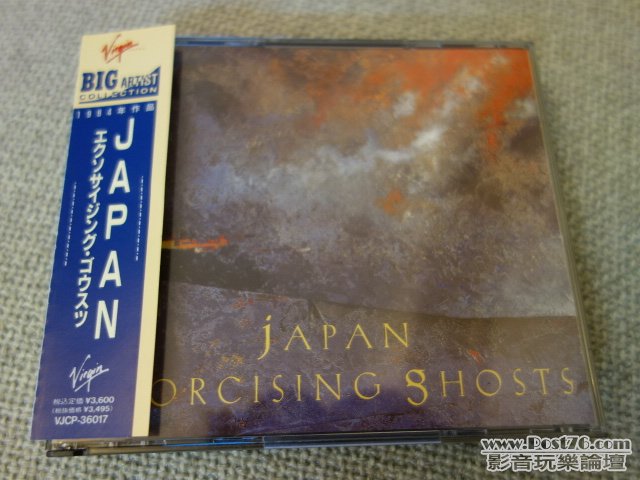 Virgin
BIG ARTIST
COLLECTION
1984年作品
JAPAN
エクソサイジング・ゴウスツ
Virgin
税込定価 ¥3,600
(税抜価格 ¥3,495)
VJCP-36017
JAPAN
ORCISING GHOSTS
www.Post76.com
影音玩樂論壇